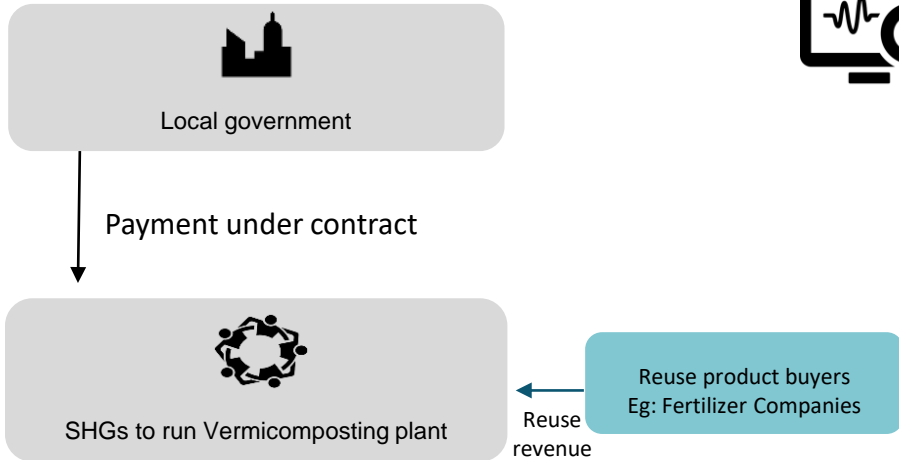 Local government
Payment under contract
SHGs to run Vermicomposting plant
Reuse
revenue
Reuse product buyers
Eg: Fertilizer Companies